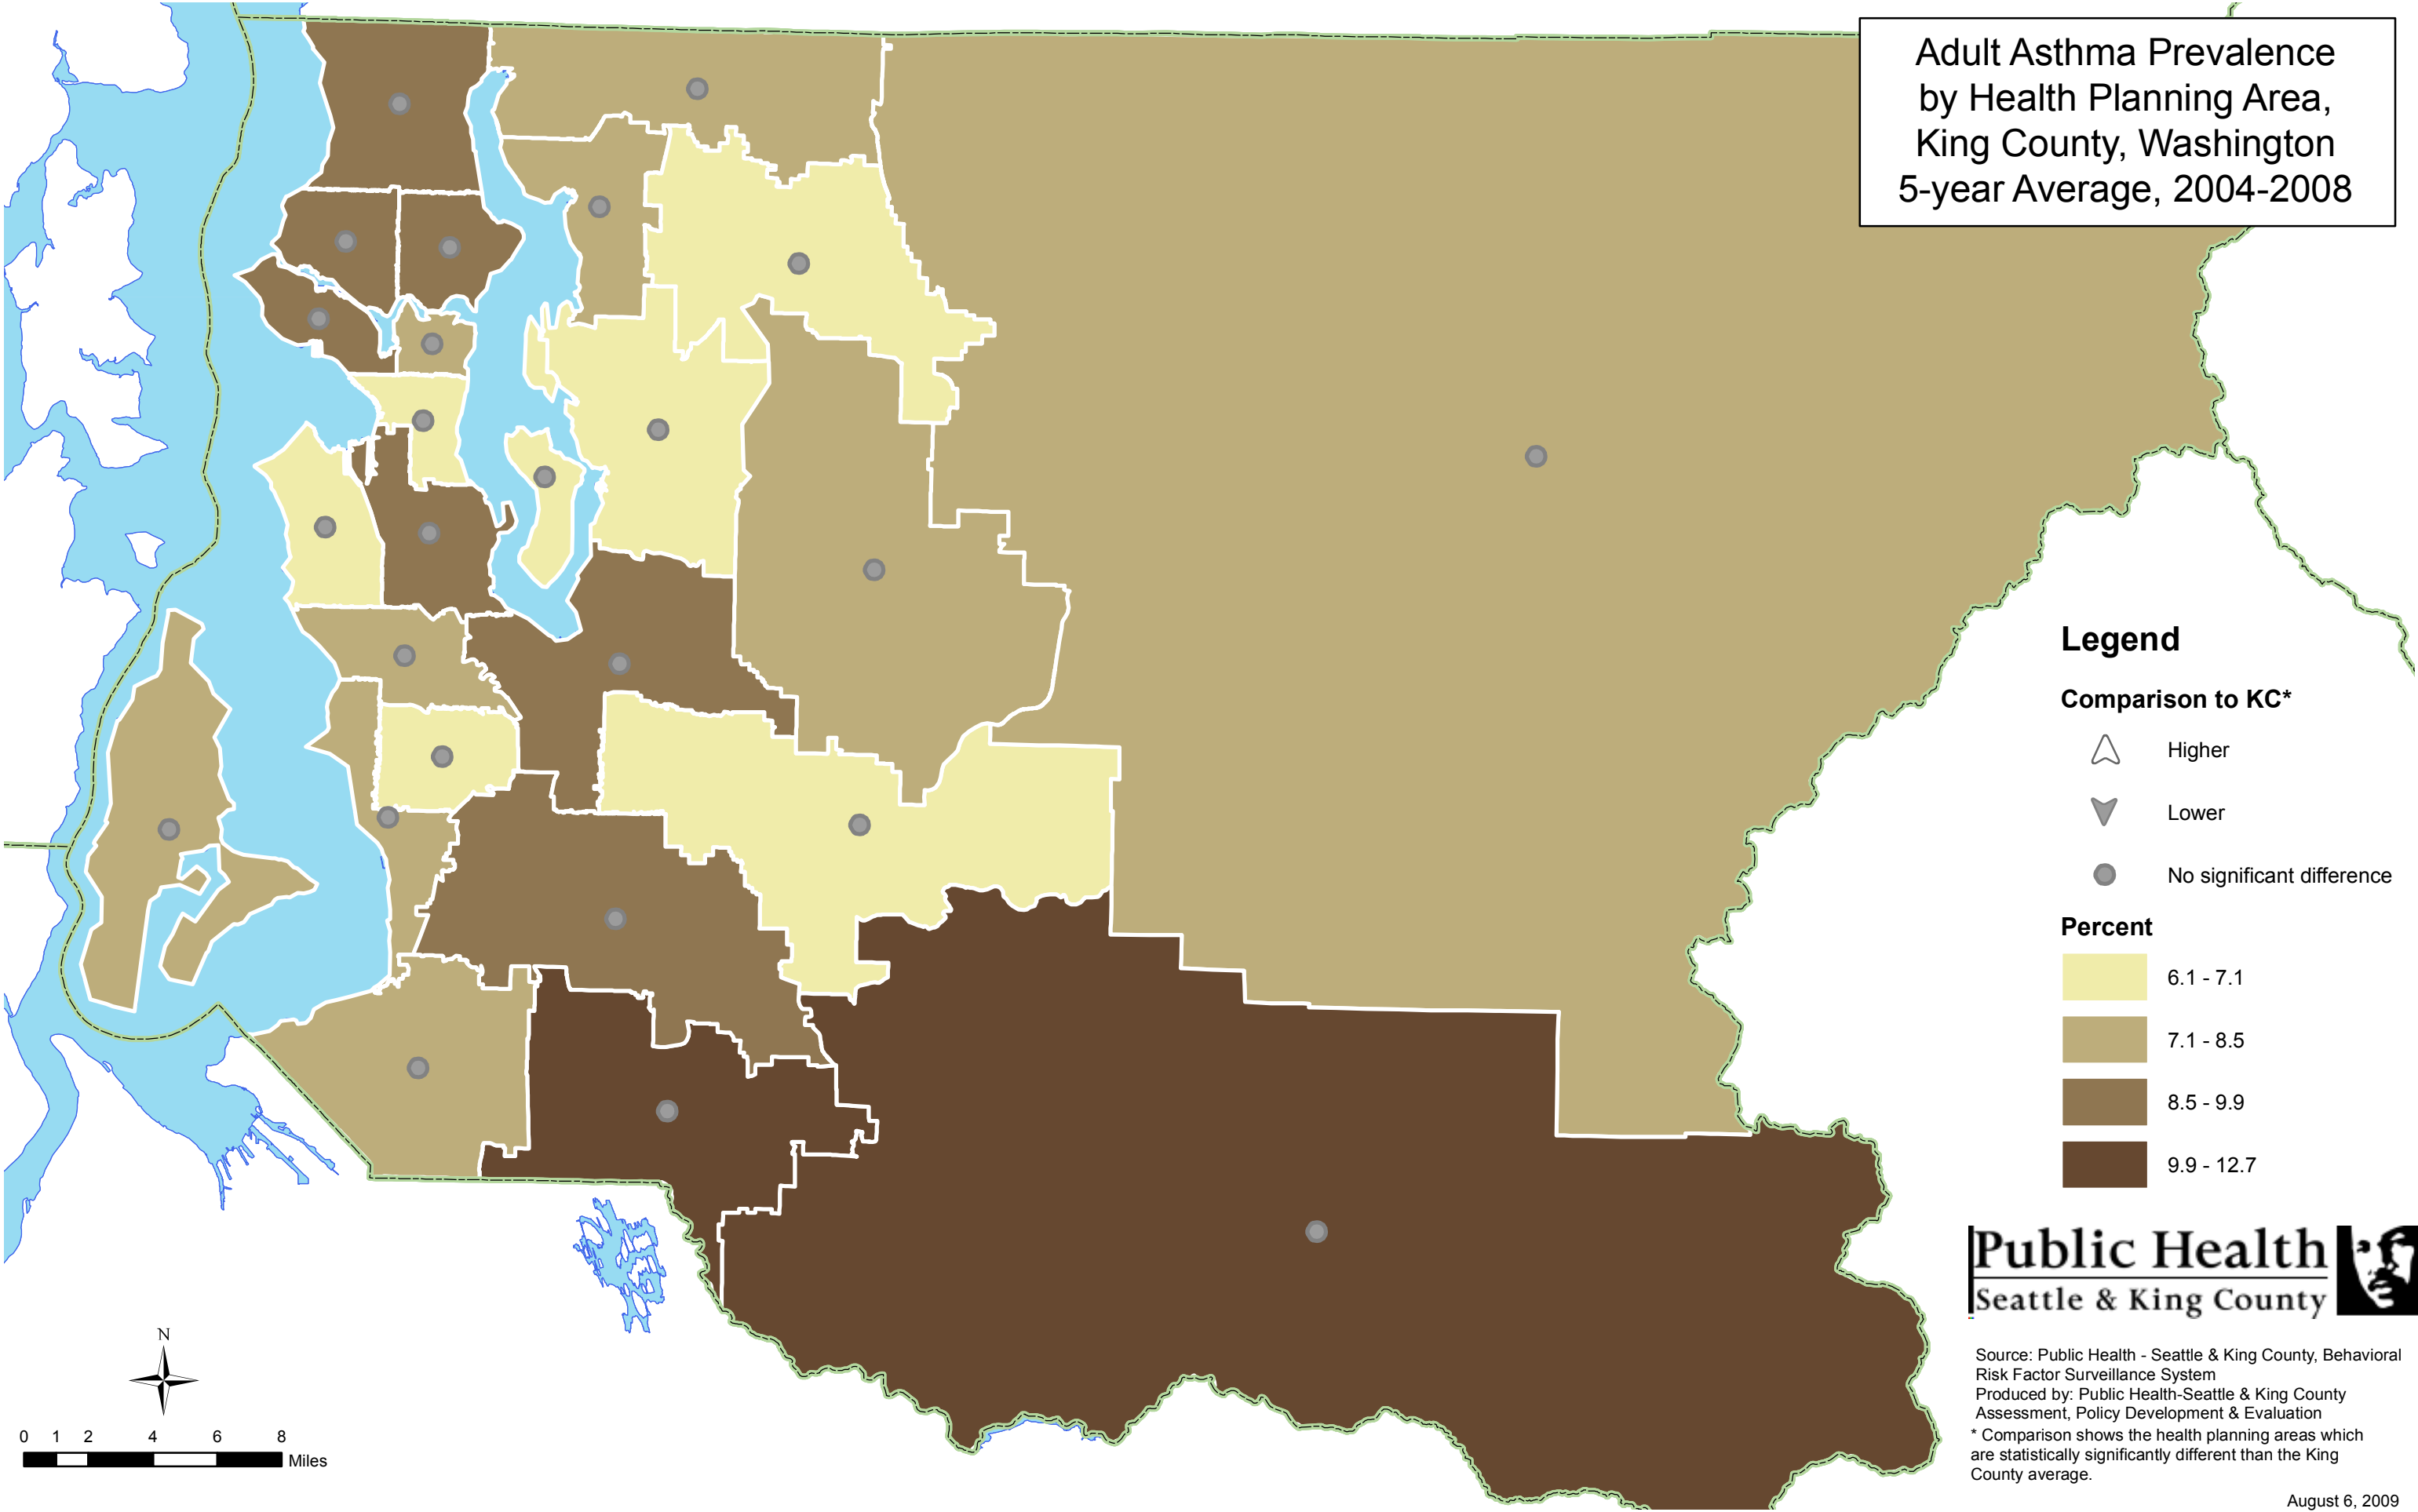 Adult Asthma Prevalence
by Health Planning Area,
King County, Washington
5-year Average, 2004-2008
Legend
Comparison to KC*
Higher
Lower
No significant difference
Percent
6.1 - 7.1
7.1 - 8.5
8.5 - 9.9
9.9 - 12.7
Public Health
Seattle & King County
Source: Public Health - Seattle & King County, Behavioral
Risk Factor Surveillance System
Produced by: Public Health-Seattle & King County
Assessment, Policy Development & Evaluation
* Comparison shows the health planning areas which
are statistically significantly different than the King
County average.
August 6, 2009
N
0 1 2 4 6 8
Miles